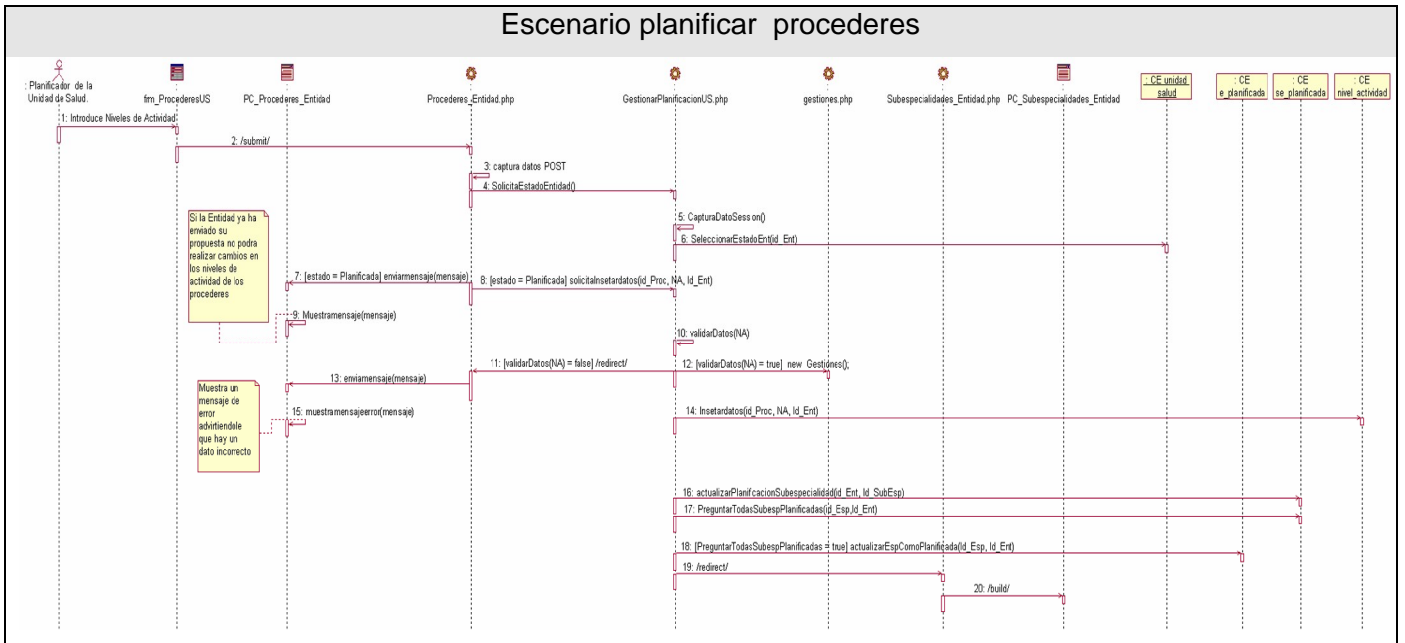 Escenario planificar  procederes
: Planificador de la
Unidad de Salud.
frm_ProcederesUS
PC_Procederes_Entidad
Procederes_Entidad.php
GestionarPlanificacionUS.php
gestiones.php
Subespecialidades_Entidad.php
PC_Subespecialidades_Entidad
: CE unidad
salud
: CE
e_planificada
: CE
se_planificada
: CE
nivel_actividad
1: Introduce Niveles de Actividad
2: /submit/
3: captura datos POST
4: SolicitaEstadoEntidad()
5: CapturaDatoSesson()
6: SeleccionarEstadoEnt(id_Ent)
Si la Entidad ya ha
enviado su
propuesta no podra
realizar cambios en
los niveles de
actividad de los
procederes
7: [estado = Planificada] enviarmensaje(mensaje)
8: [estado = Planificada] solicitaInsetardatos(id_Proc, NA, Id_Ent)
9: Muestramensaje(mensaje)
10: validarDatos(NA)
11: [validarDatos(NA) = false] /redirect/
12: [validarDatos(NA) = true] new Gestiones();
13: enviamensaje(mensaje)
Muestra un
mensaje de
error
advirtiendole
que hay un
dato incorrecto
14: Insetardatos(id_Proc, NA, Id_Ent)
15: muestramensajeerror(mensaje)
16: actualizarPlanifcacionSubespecialidad(id_Ent, Id_SubEsp)
17: PreguntarTodasSubespPlanificadas(id_Esp,Id_Ent)
18: [PreguntarTodasSubespPlanificadas = true] actualizarEspComoPlanificada(Id_Esp, Id_Ent)
19: /redirect/
20: /build/